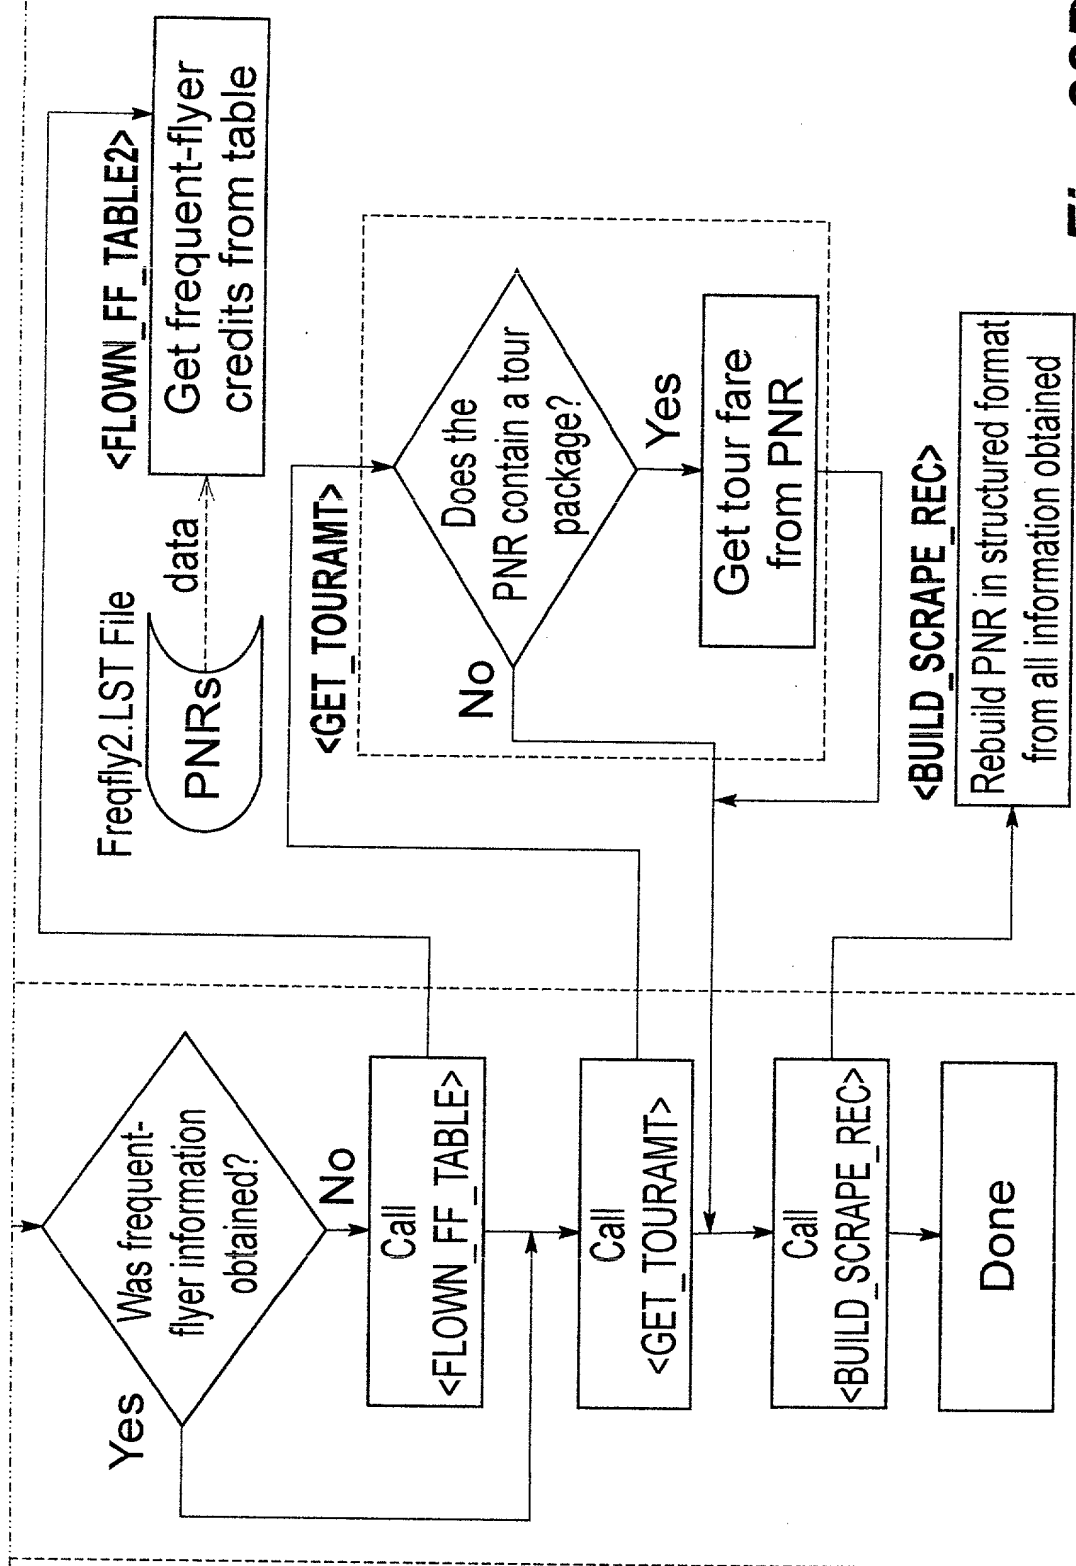 Was frequent-
flyer information
obtained?
Yes
No
Call
<FLOWN_FF_TABLE>
Call
<GET_TOURAMT>
Call
<BUILD_SCRAPE_REC>
Done
<FLOWN_FF_TABLE2>
Get frequent-flyer
credits from table
Freqfly2.LST File
PNRs
data
<GET_TOURAMT>
Does the
PNR contain a tour
package?
No
Yes
Get tour fare
from PNR
<BUILD_SCRAPE_REC>
Rebuild PNR in structured format
from all information obtained